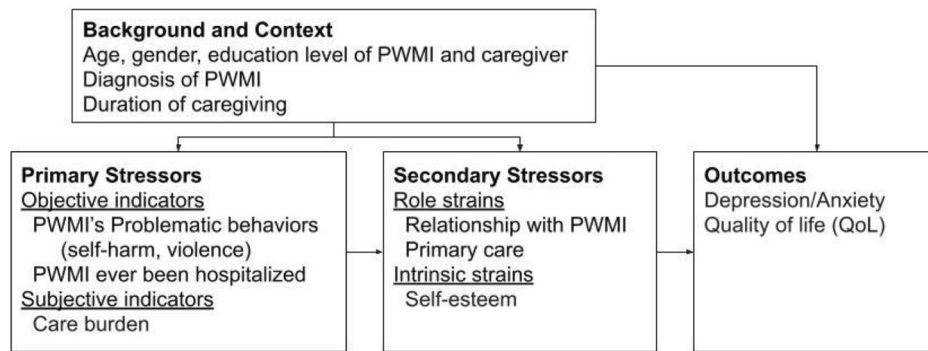 Background and Context
Age, gender, education level of PWMI and caregiver
Diagnosis of PWMI
Duration of caregiving
Primary Stressors
Objective indicators
PWMI's Problematic behaviors
(self-harm, violence)
PWMI ever been hospitalized
Subjective indicators
Care burden
Secondary Stressors
Role strains
Relationship with PWMI
Primary care
Intrinsic strains
Self-esteem
Outcomes
Depression/Anxiety
Quality of life (QoL)